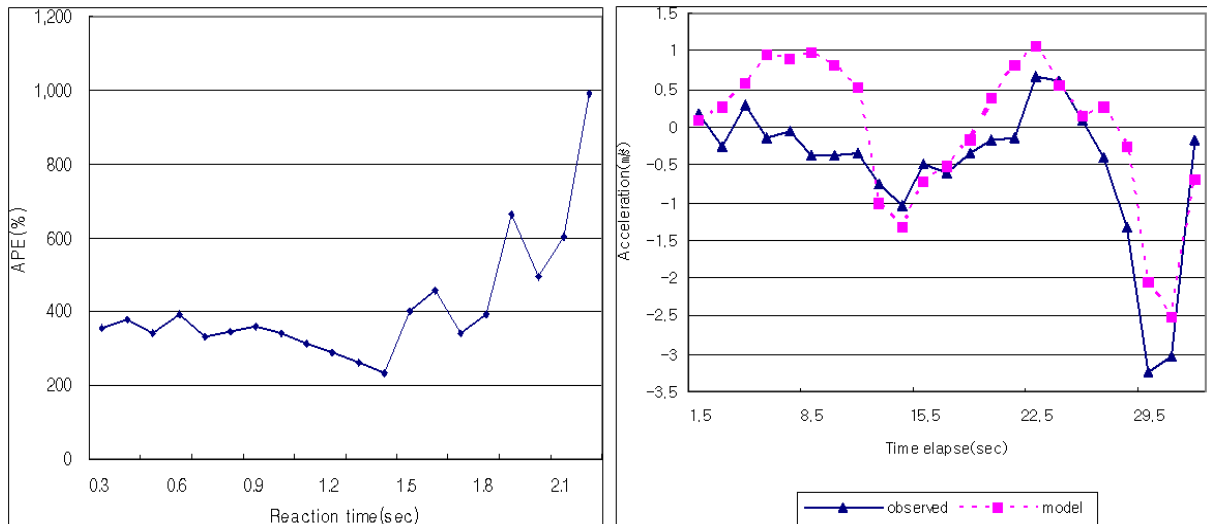 1,200
1,000
800
600
400
200
0
APE(%)
0.3 0.6 0.9 1.2 1.5 1.8 2.1
Reaction time(sec)
1.5
1
0.5
0
-0.5
-1
-1.5
-2
-2.5
-3
-3.5
Acceleration(㎧)
1.5 8.5 15.5 22.5 29.5
Time elapse(sec)
observed model